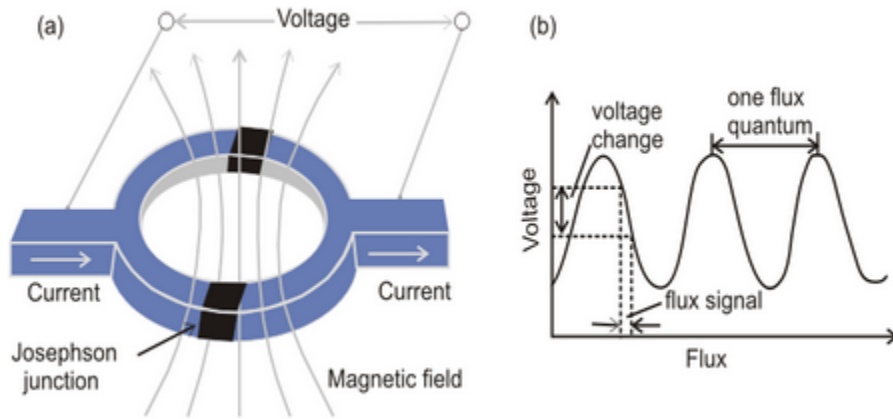 (a)
Voltage
Current
Current
Josephson
junction
Magnetic field
(b)
voltage
change
one flux
quantum
Voltage
flux signal
Flux